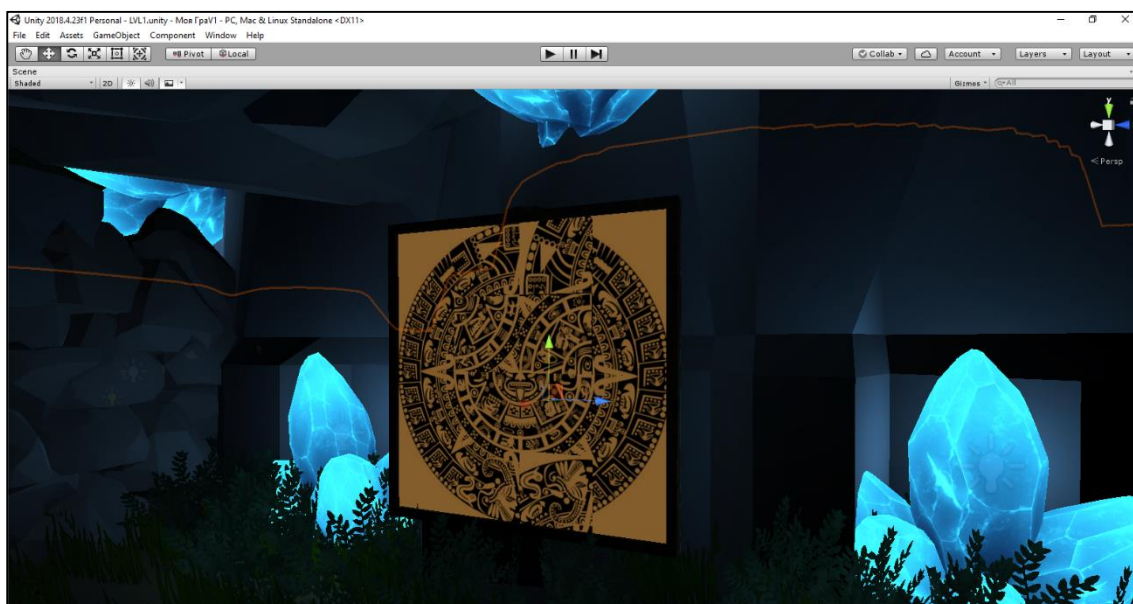 Unity 2018.4.23f1 Personal - LVL1.unity - Моя ГраV1 - PC, Mac & Linux Standalone <DX11>
File Edit Assets GameObject Component Window Help
Pivot Local Collab Account Layers Layout
Scene
Shaded 2D Gizmos All
y
Persp